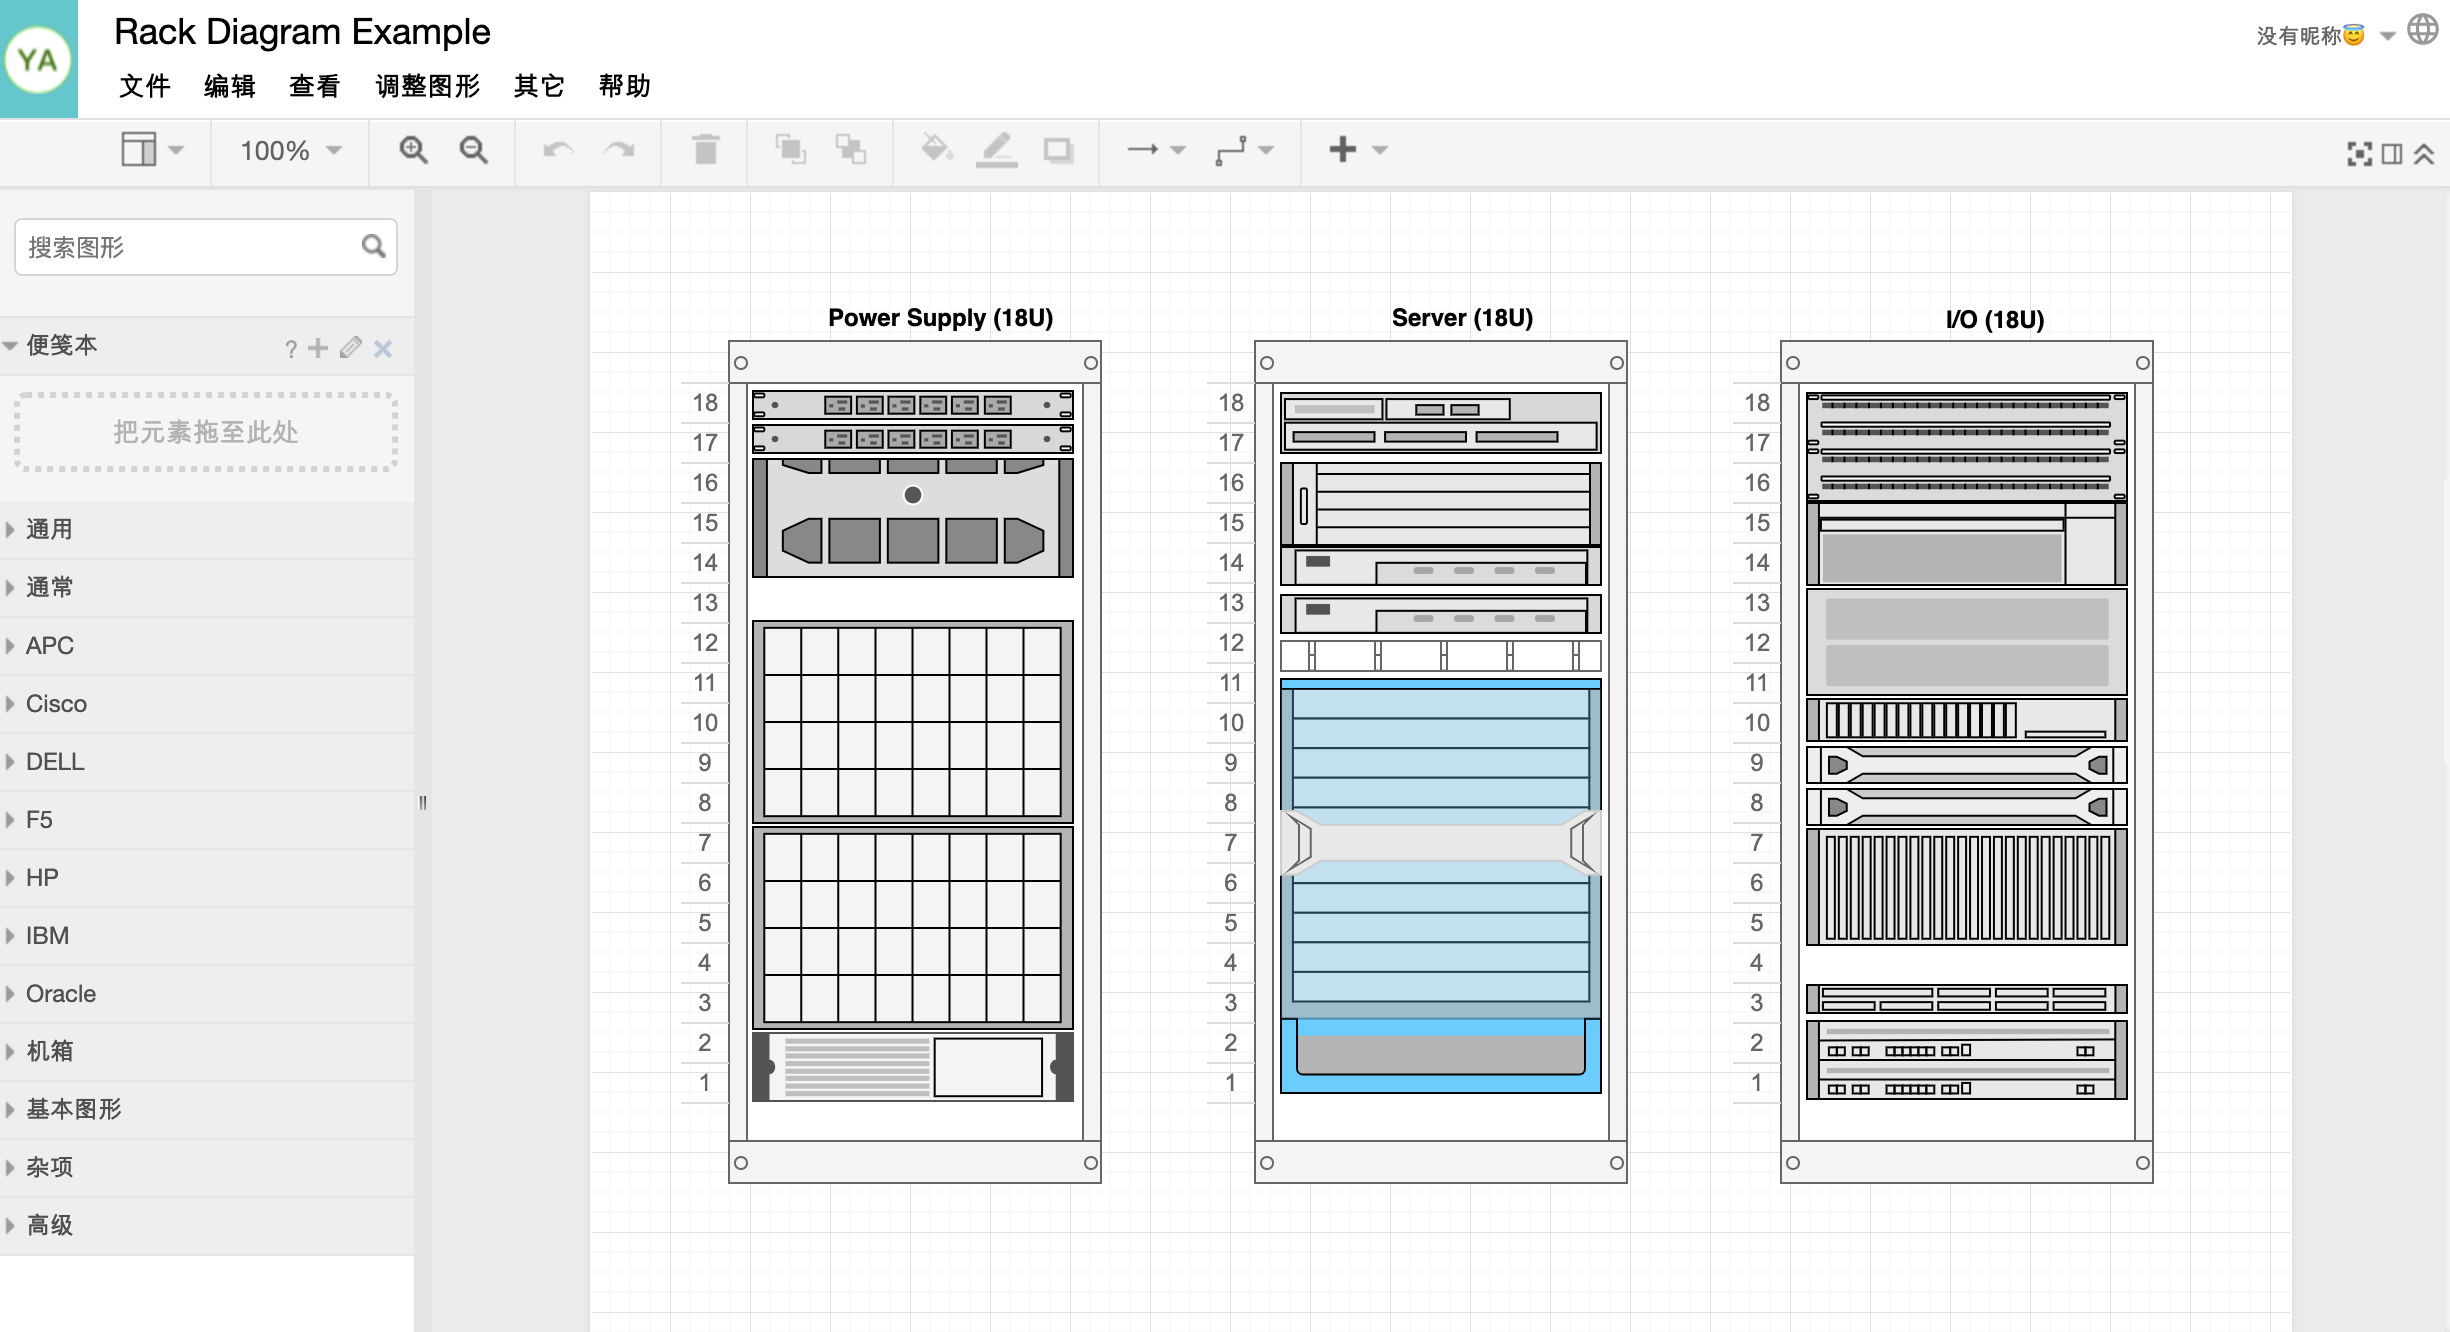 YA
Rack Diagram Example
没有昵称😇
文件 编辑 查看 调整图形 其它 帮助
100%
搜索图形
便笺本 ?
把元素拖至此处
通用
通常
APC
Cisco
DELL
F5
HP
IBM
Oracle
机箱
基本图形
杂项
高级
Power Supply (18U)
18
17
16
15
14
13
12
11
10
9
8
7
6
5
4
3
2
1
Server (18U)
18
17
16
15
14
13
12
11
10
9
8
7
6
5
4
3
2
1
I/O (18U)
18
17
16
15
14
13
12
11
10
9
8
7
6
5
4
3
2
1